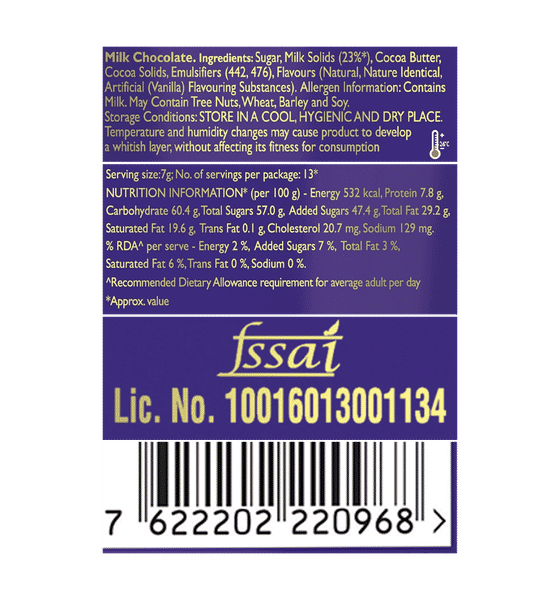 Milk Chocolate. Ingredients: Sugar, Milk Solids (23%*), Cocoa Butter,
Cocoa Solids, Emulsifiers (442, 476), Flavours (Natural, Nature Identical,
Artificial (Vanilla) Flavouring Substances). Allergen Information: Contains
Milk. May Contain Tree Nuts, Wheat, Barley and Soy.
Storage Conditions: STORE IN A COOL, HYGIENIC AND DRY PLACE.
Temperature and humidity changes may cause product to develop
a whitish layer, without affecting its fitness for consumption
Serving size:7g; No. of servings per package: 13*
NUTRITION INFORMATION* (per 100 g) - Energy 532 kcal, Protein 7.8 g,
Carbohydrate 60.4 g, Total Sugars 57.0 g, Added Sugars 47.4 g, Total Fat 29.2 g,
Saturated Fat 19.6 g, Trans Fat 0.1 g, Cholesterol 20.7 mg, Sodium 129 mg.
% RDA^ per serve - Energy 2 %, Added Sugars 7 %, Total Fat 3 %,
Saturated Fat 6 %, Trans Fat 0 %, Sodium 0 %.
^Recommended Dietary Allowance requirement for average adult per day
*Approx. value
fssai
Lic. No. 10016013001134
7 622202 220968 >